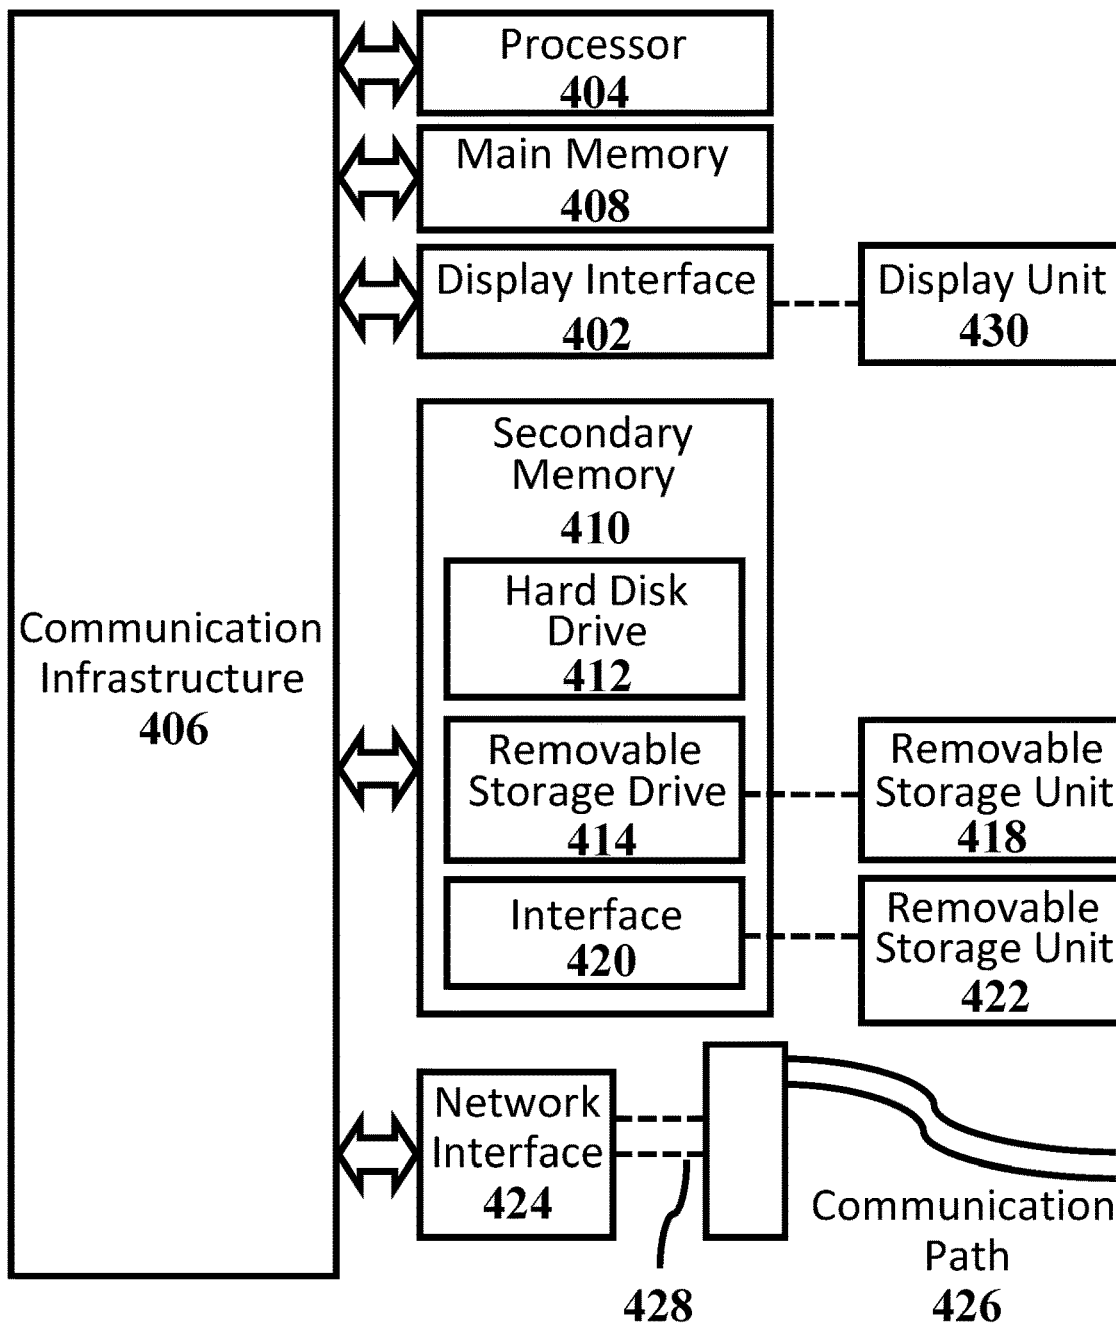 Processor
404
Main Memory
408
Display Interface
402
Display Unit
430
Secondary
Memory
410
Hard Disk
Drive
412
Communication
Infrastructure
406
Removable
Storage Drive
414
Removable
Storage Unit
418
Interface
420
Removable
Storage Unit
422
Network
Interface
424
428
Communication
Path
426